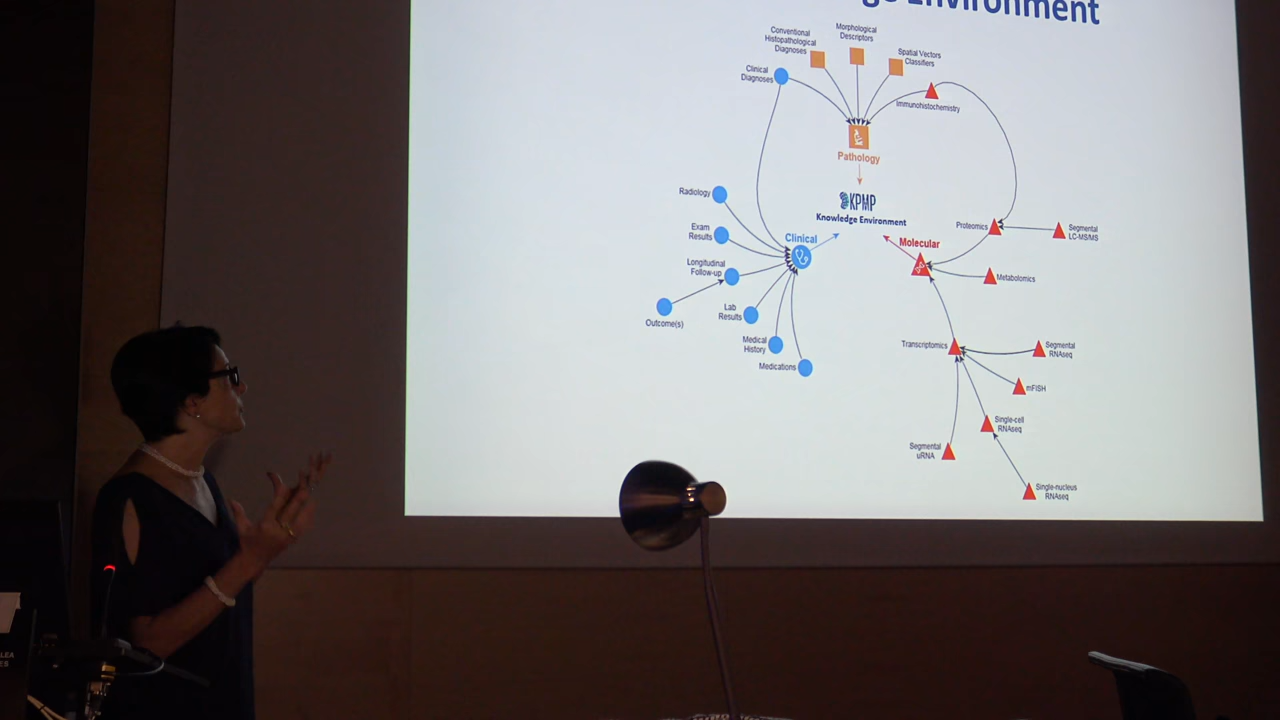 Environment
Conventional
Histopathological
Diagnoses
Morphological
Descriptors
Spatial Vectors
Classifiers
Clinical
Diagnoses
Immunohistochemistry
Pathology
Radiology
KPMP
Knowledge Environment
Exam
Results
Clinical
Molecular
Proteomics
Segmental
LC-MS/MS
Longitudinal
Follow-up
Metabolomics
Outcome(s)
Lab
Results
Medical
History
Medications
Transcriptomics
Segmental
RNAseq
mFISH
Single-cell
RNAseq
Segmental
uRNA
Single-nucleus
RNAseq